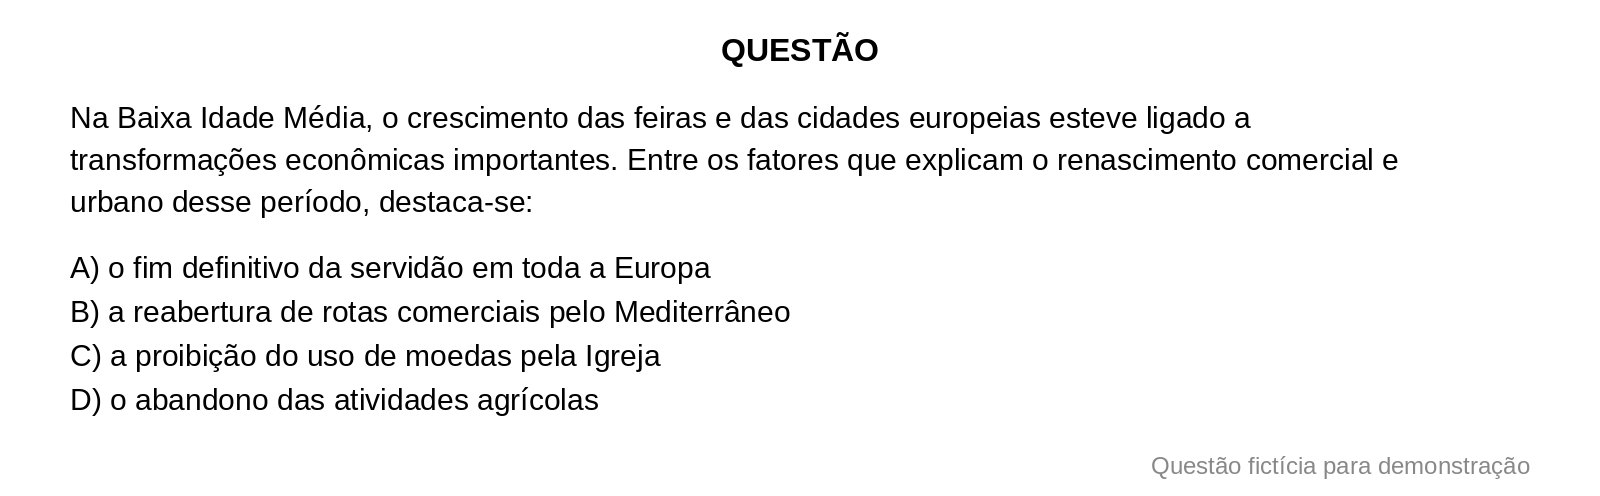 QUESTÃO
Na Baixa Idade Média, o crescimento das feiras e das cidades europeias esteve ligado a
transformações econômicas importantes. Entre os fatores que explicam o renascimento comercial e
urbano desse período, destaca-se:
A) o fim definitivo da servidão em toda a Europa
B) a reabertura de rotas comerciais pelo Mediterrâneo
C) a proibição do uso de moedas pela Igreja
D) o abandono das atividades agrícolas
Questão fictícia para demonstração